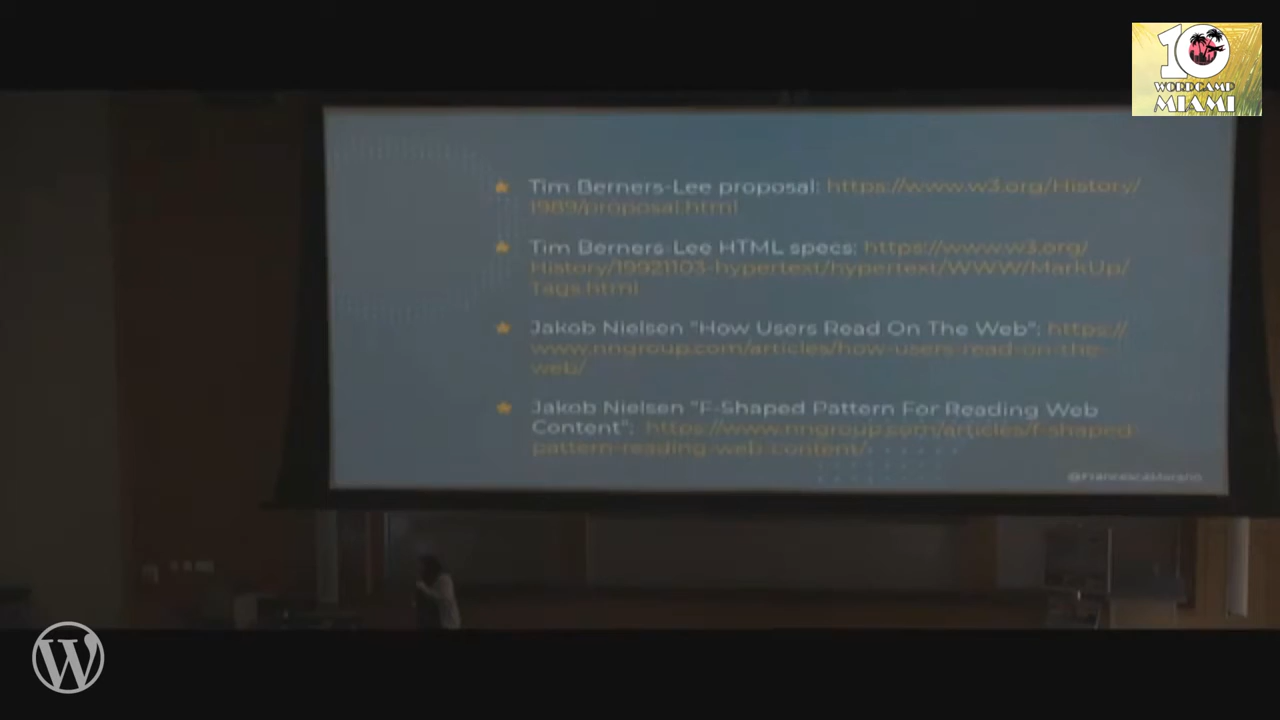 10
WORDCAMP
MIAMI
Tim Berners-Lee proposal: https://www.w3.org/History/
1989/proposal.html
Tim Berners-Lee HTML specs: https://www.w3.org/
History/19921103-hypertext/hypertext/WWW/MarkUp/
Tags.html
Jakob Nielsen "How Users Read On The Web": https://
www.nngroup.com/articles/how-users-read-on-the-
web/
Jakob Nielsen "F-Shaped Pattern For Reading Web
Content": https://www.nngroup.com/articles/f-shaped-
pattern-reading-web-content/